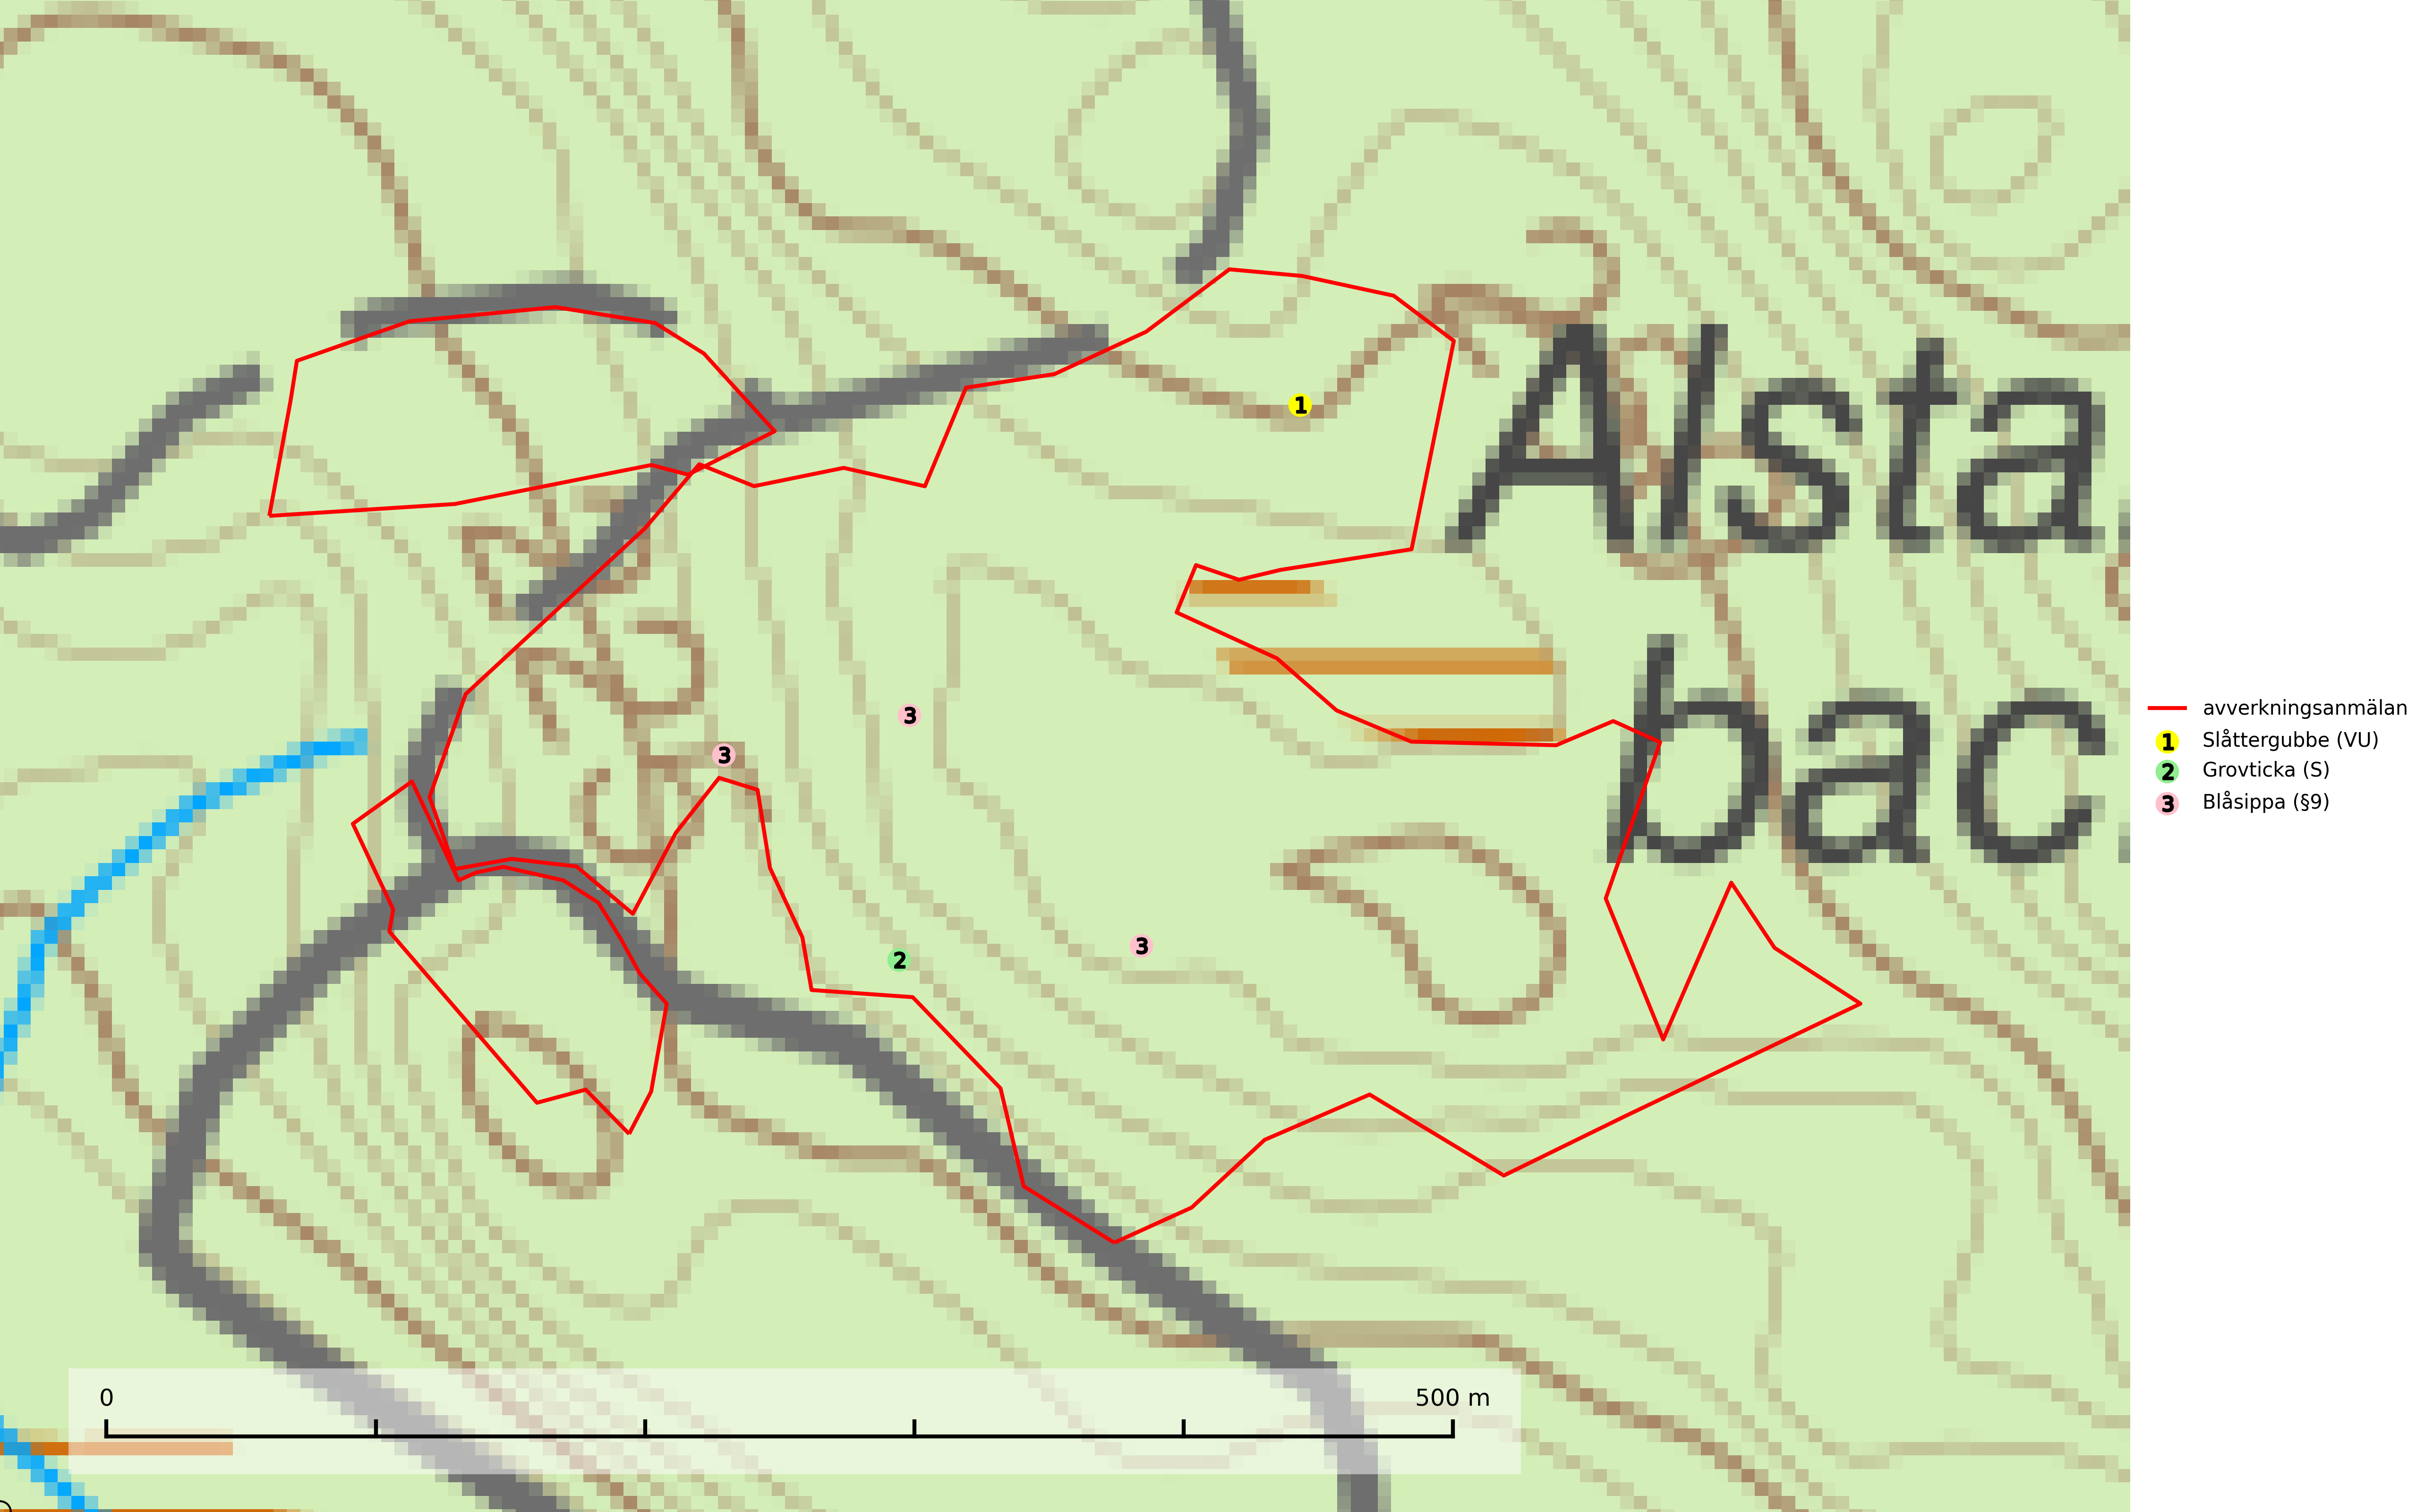 1
Alsta
bac
3
3
3
2
0 500 m
avverkningsanmälan
1 Slåttergubbe (VU)
2 Grovticka (S)
3 Blåsippa (§9)